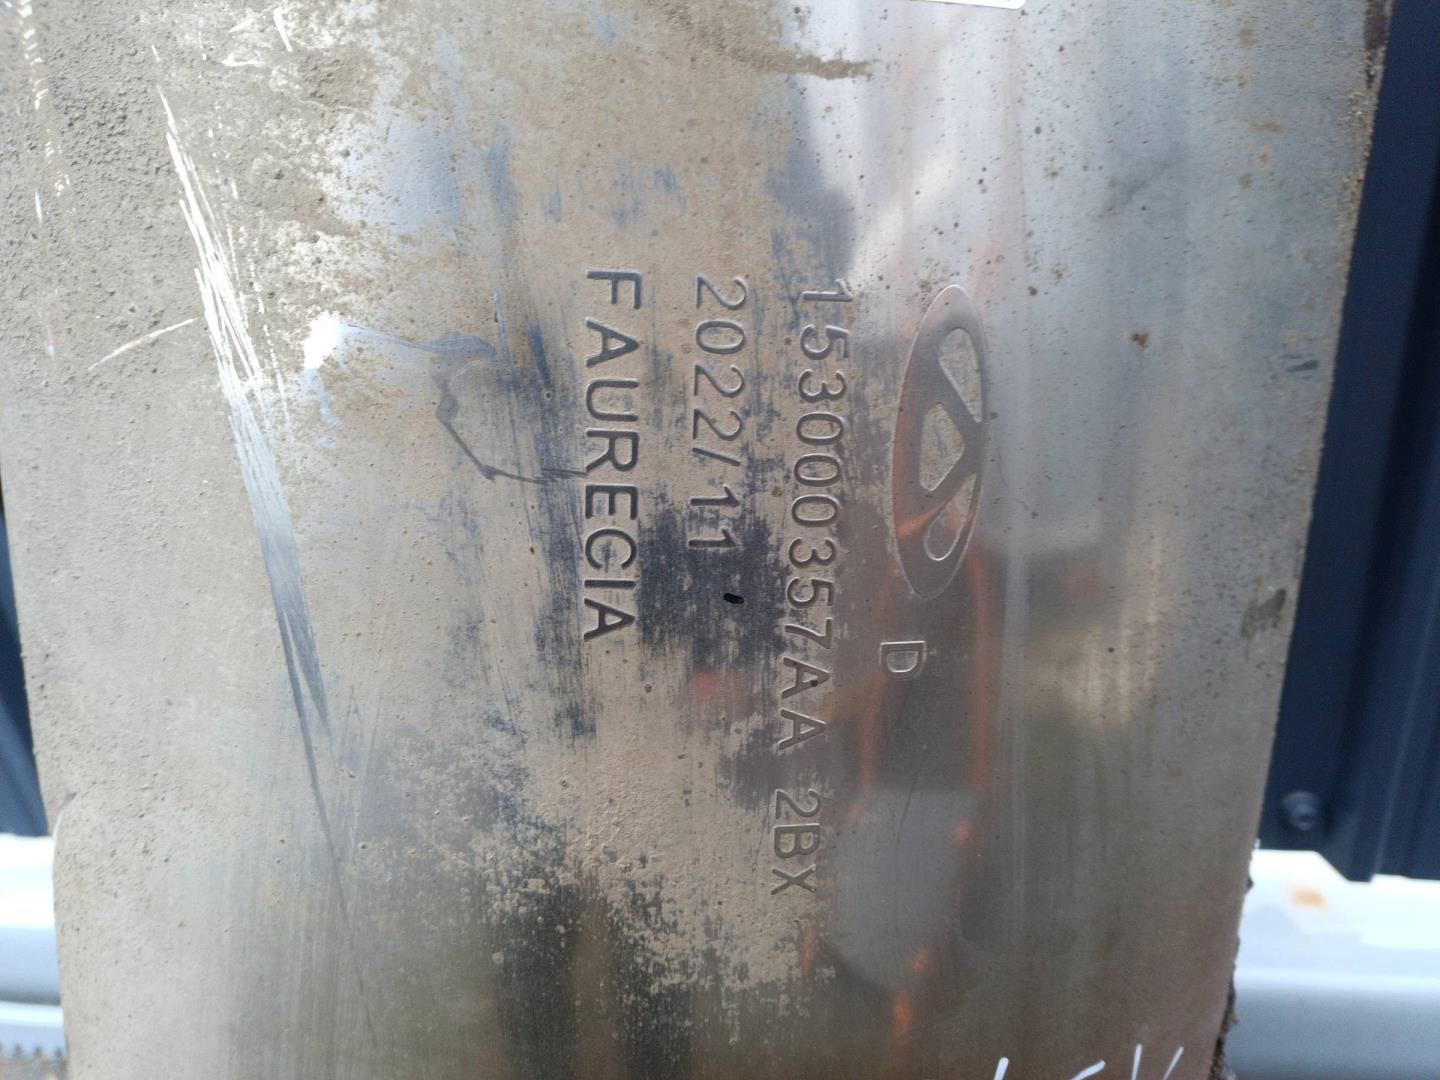 D
153000357AA 2BX
2022/11
FAURECIA